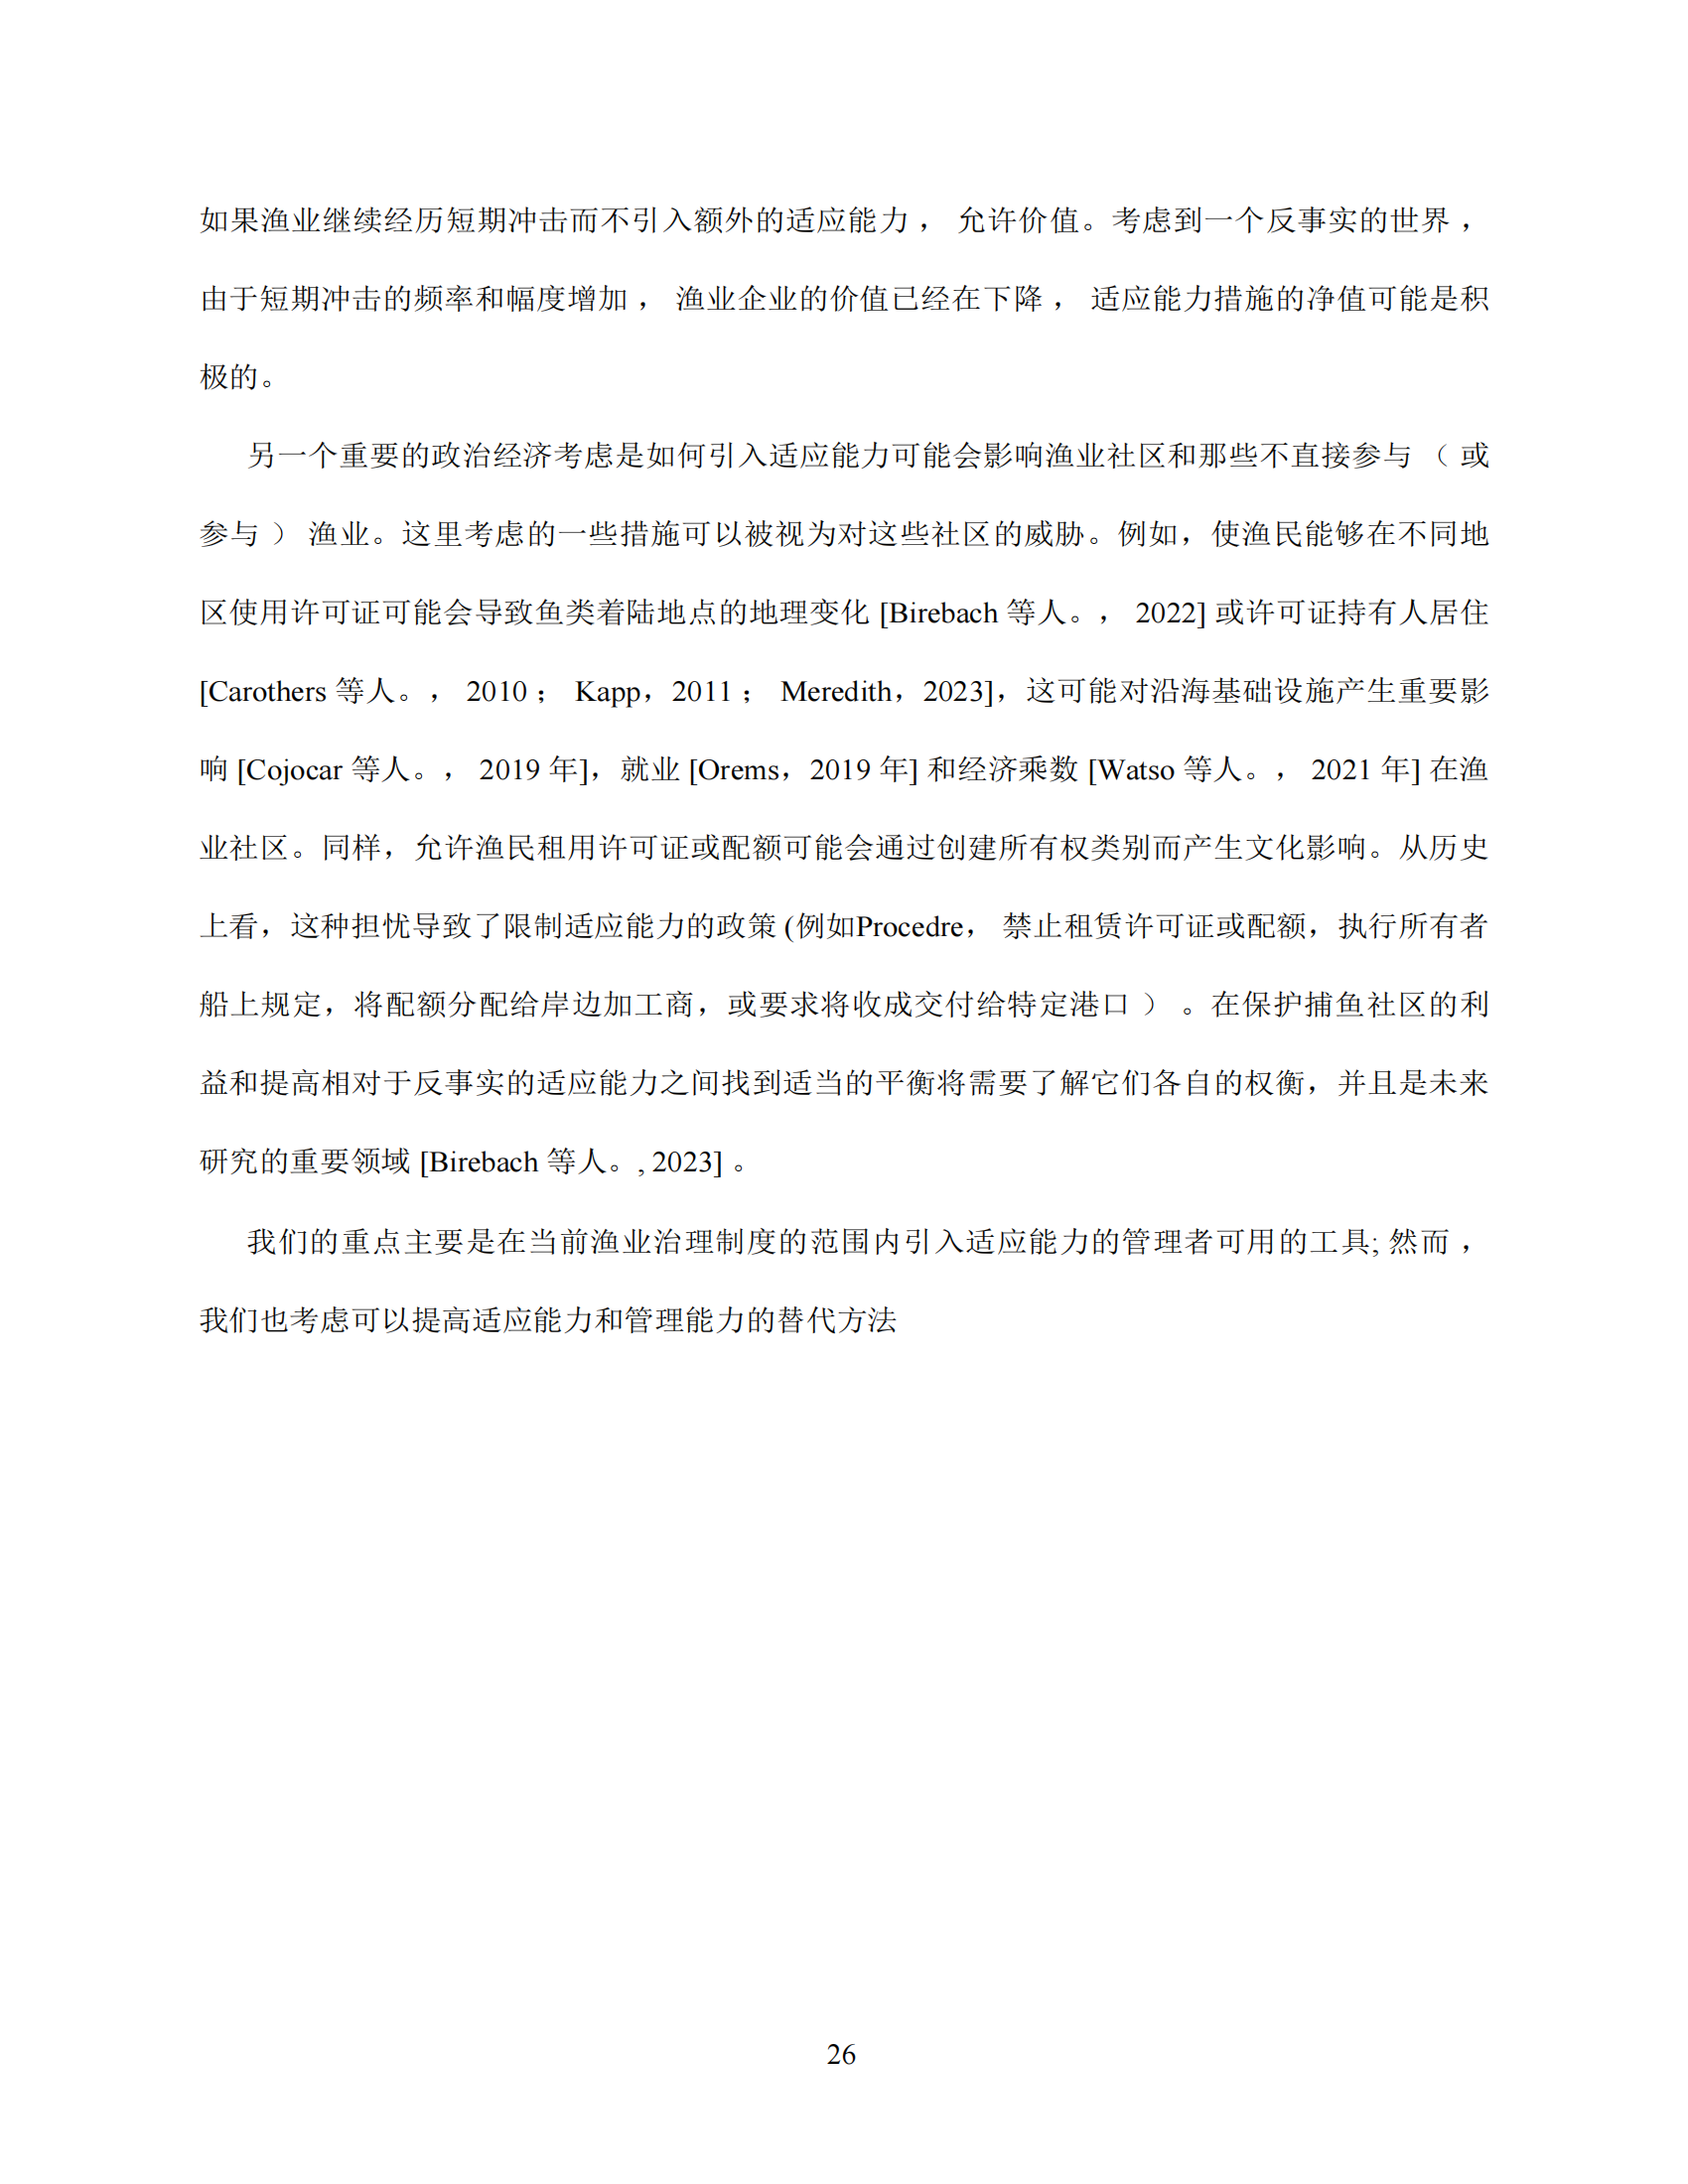 如果渔业继续经历短期冲击而不引入额外的适应能力 ， 允许价值。考虑到一个反事实的世界 ，
由于短期冲击的频率和幅度增加 ， 渔业企业的价值已经在下降 ， 适应能力措施的净值可能是积
极的。
另一个重要的政治经济考虑是如何引入适应能力可能会影响渔业社区和那些不直接参与 （ 或
参与 ） 渔业。这里考虑的一些措施可以被视为对这些社区的威胁。例如，使渔民能够在不同地
区使用许可证可能会导致鱼类着陆地点的地理变化 [Birebach 等人。， 2022] 或许可证持有人居住
[Carothers 等人。， 2010 ； Kapp，2011 ； Meredith，2023]，这可能对沿海基础设施产生重要影
响 [Cojocar 等人。， 2019 年]，就业 [Orems，2019 年] 和经济乘数 [Watso 等人。， 2021 年] 在渔
业社区。同样，允许渔民租用许可证或配额可能会通过创建所有权类别而产生文化影响。从历史
上看，这种担忧导致了限制适应能力的政策 (例如Procedre， 禁止租赁许可证或配额，执行所有者
船上规定，将配额分配给岸边加工商，或要求将收成交付给特定港口 ） 。在保护捕鱼社区的利
益和提高相对于反事实的适应能力之间找到适当的平衡将需要了解它们各自的权衡，并且是未来
研究的重要领域 [Birebach 等人。, 2023] 。
我们的重点主要是在当前渔业治理制度的范围内引入适应能力的管理者可用的工具; 然而 ，
我们也考虑可以提高适应能力和管理能力的替代方法
26